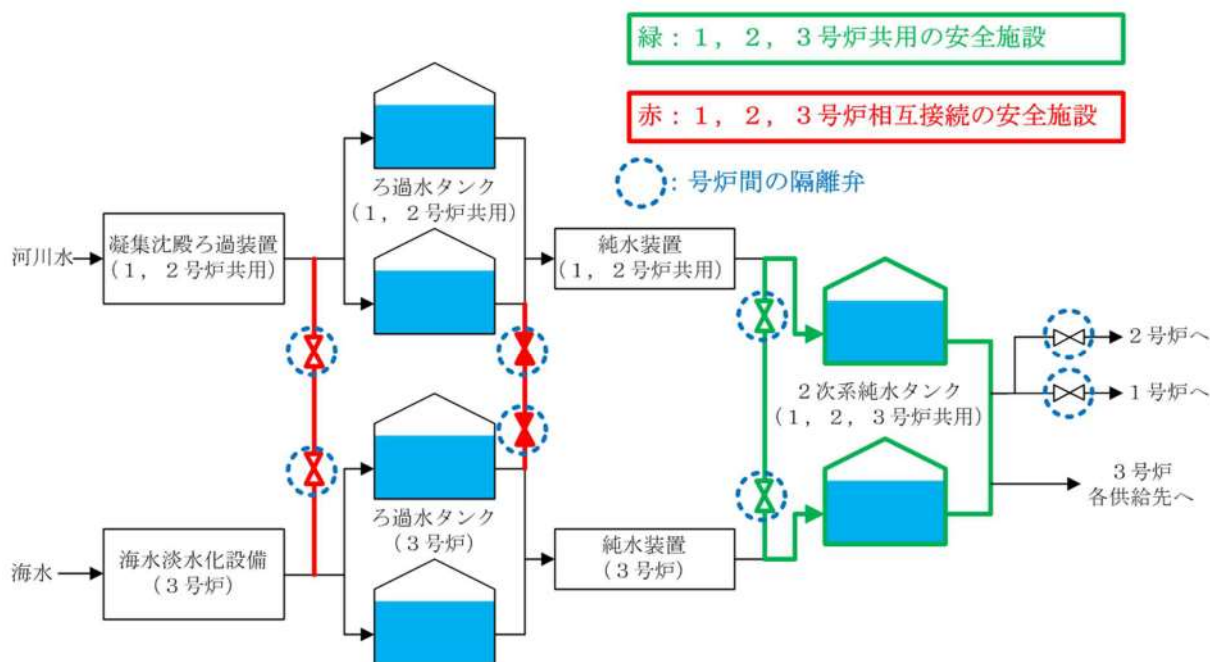 緑：１，２，３号炉共用の安全施設
赤：１，２，３号炉相互接続の安全施設
：号炉間の隔離弁
ろ過水タンク
（１，２号炉共用）
河川水
凝集沈殿ろ過装置
（１，２号炉共用）
純水装置
（１，２号炉共用）
２次系純水タンク
（１，２，３号炉共用）
２号炉へ
１号炉へ
３号炉
各供給先へ
ろ過水タンク
（３号炉）
海水
海水淡水化設備
（３号炉）
純水装置
（３号炉）